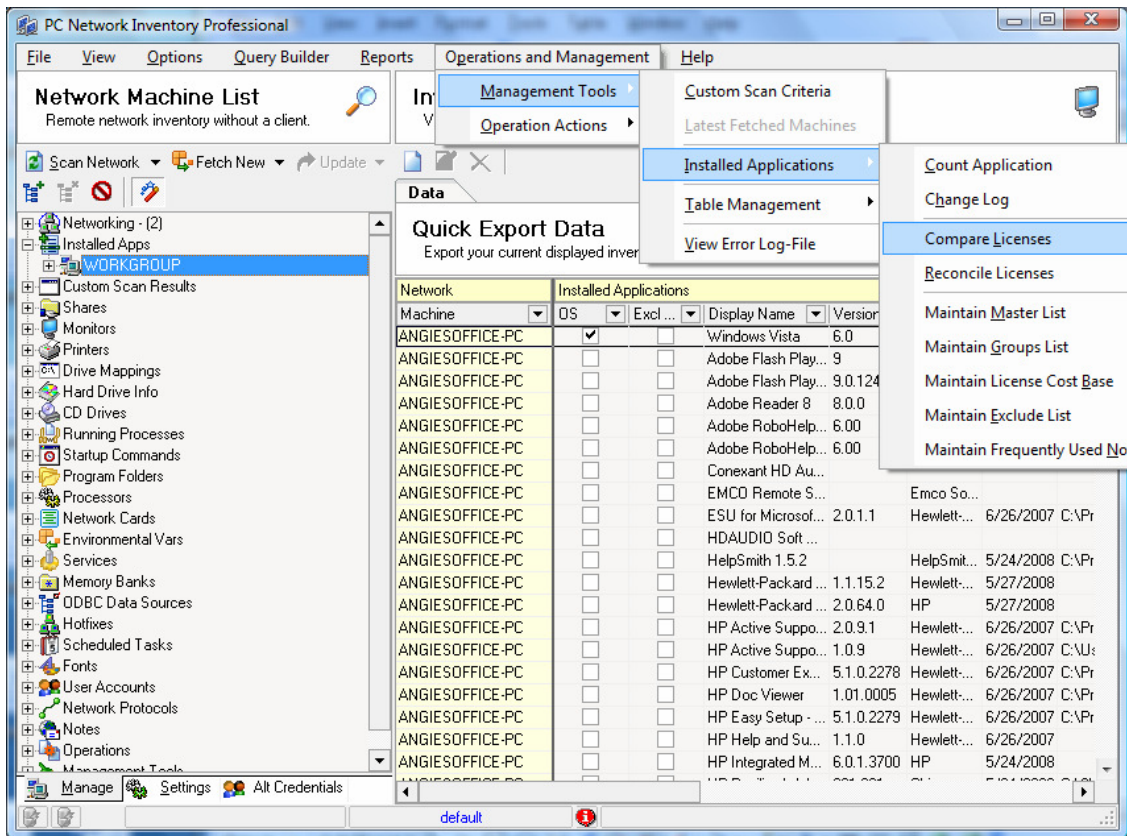 PC Network Inventory Professional
File View Options Query Builder Reports Operations and Management Help
Network Machine List
Remote network inventory without a client.
In
V
Management Tools
Operation Actions
Custom Scan Criteria
Latest Fetched Machines
Installed Applications
Table Management
View Error Log-File
Count Application
Change Log
Compare Licenses
Reconcile Licenses
Maintain Master List
Maintain Groups List
Maintain License Cost Base
Maintain Exclude List
Maintain Frequently Used No
Scan Network Fetch New Update
Networking - (2)
Installed Apps
WORKGROUP
Custom Scan Results
Shares
Monitors
Printers
Drive Mappings
Hard Drive Info
CD Drives
Running Processes
Startup Commands
Program Folders
Processors
Network Cards
Environmental Vars
Services
Memory Banks
ODBC Data Sources
Hotfixes
Scheduled Tasks
Fonts
User Accounts
Network Protocols
Notes
Operations
Management Tools
Manage Settings Alt Credentials
Data
Quick Export Data
Export your current displayed inver
Network Installed Applications
Machine OS Excl ... Display Name Version
ANGIESOFFICE-PC Windows Vista 6.0
ANGIESOFFICE-PC Adobe Flash Play... 9
ANGIESOFFICE-PC Adobe Flash Play... 9.0.124
ANGIESOFFICE-PC Adobe Reader 8 8.0.0
ANGIESOFFICE-PC Adobe RoboHelp... 6.00
ANGIESOFFICE-PC Adobe RoboHelp... 6.00
ANGIESOFFICE-PC Conexant HD Au...
ANGIESOFFICE-PC EMCO Remote S... Emco So...
ANGIESOFFICE-PC ESU for Microsof... 2.0.1.1 Hewlett-... 6/26/2007 C:\Pr
ANGIESOFFICE-PC HDAUDIO Soft ...
ANGIESOFFICE-PC HelpSmith 1.5.2 HelpSmit... 5/24/2008 C:\Pr
ANGIESOFFICE-PC Hewlett-Packard ... 1.1.15.2 Hewlett-... 5/27/2008
ANGIESOFFICE-PC Hewlett-Packard ... 2.0.64.0 HP 5/27/2008
ANGIESOFFICE-PC HP Active Suppo... 2.0.9.1 Hewlett-... 6/26/2007 C:\Pr
ANGIESOFFICE-PC HP Active Suppo... 1.0.9 Hewlett-... 6/26/2007 C:\Us
ANGIESOFFICE-PC HP Customer Ex... 5.1.0.2278 Hewlett-... 6/26/2007 C:\Pr
ANGIESOFFICE-PC HP Doc Viewer 1.01.0005 Hewlett-... 6/26/2007 C:\Pr
ANGIESOFFICE-PC HP Easy Setup - ... 5.1.0.2279 Hewlett-... 6/26/2007 C:\Pr
ANGIESOFFICE-PC HP Help and Su... 1.1.0 Hewlett-... 6/26/2007
ANGIESOFFICE-PC HP Integrated M... 6.0.1.3700 HP 5/24/2008
default